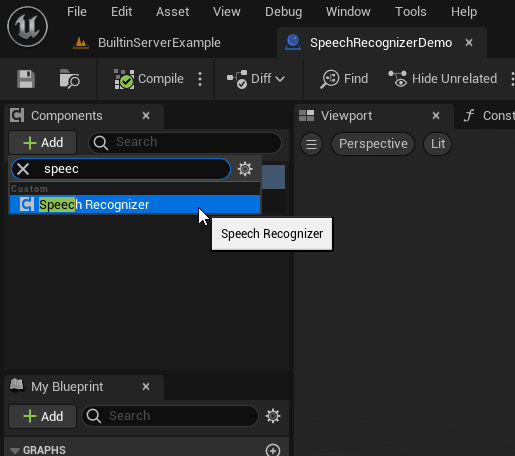 File Edit Asset View Debug Window Tools Help
BuiltinServerExample SpeechRecognizerDemo
Compile Diff Find Hide Unrelated
Components Viewport
Add Search Perspective Lit
speec
Custom
Speech Recognizer
Speech Recognizer
My Blueprint
Add Search
GRAPHS